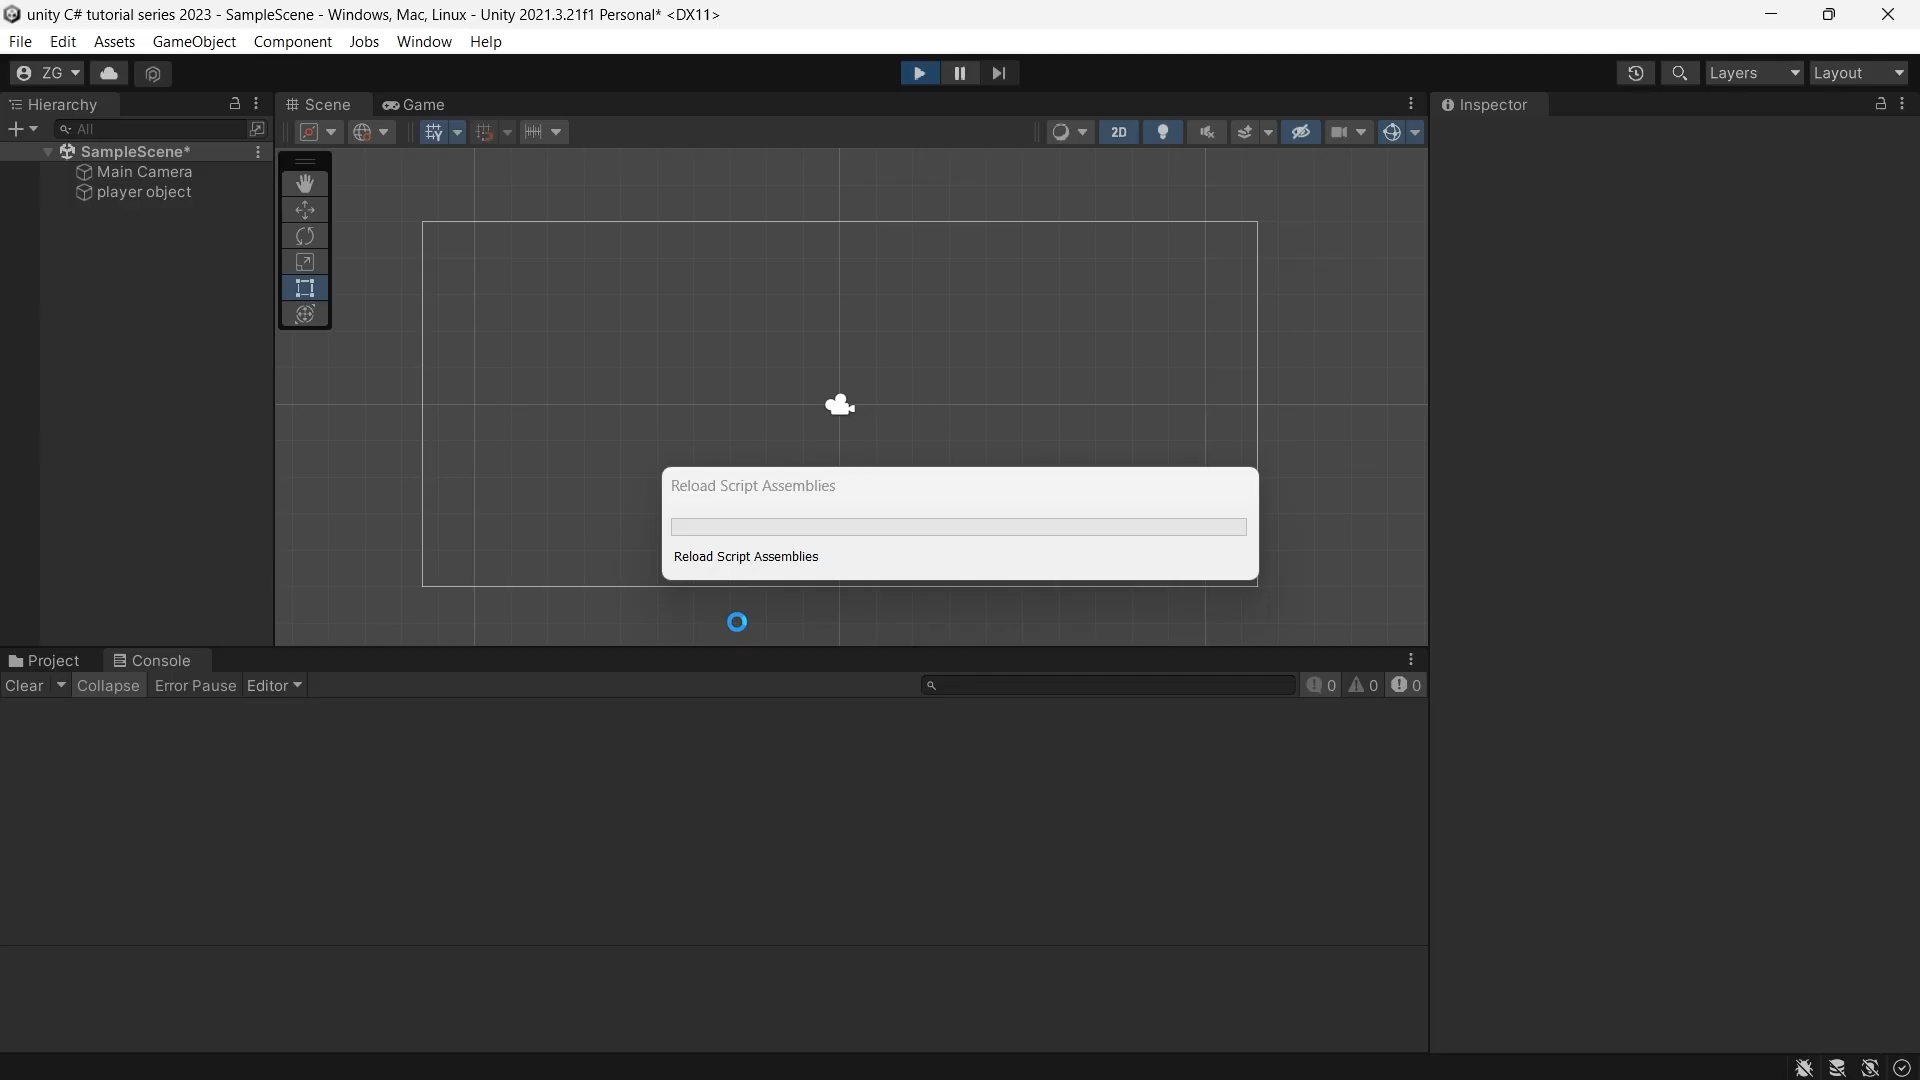 unity C# tutorial series 2023 - SampleScene - Windows, Mac, Linux - Unity 2021.3.21f1 Personal* <DX11>
File Edit Assets GameObject Component Jobs Window Help
ZG Layers Layout
Hierarchy
All
SampleScene*
Main Camera
player object
Scene Game
2D
Inspector
Reload Script Assemblies
Reload Script Assemblies
Project Console
Clear Collapse Error Pause Editor 0 0 0